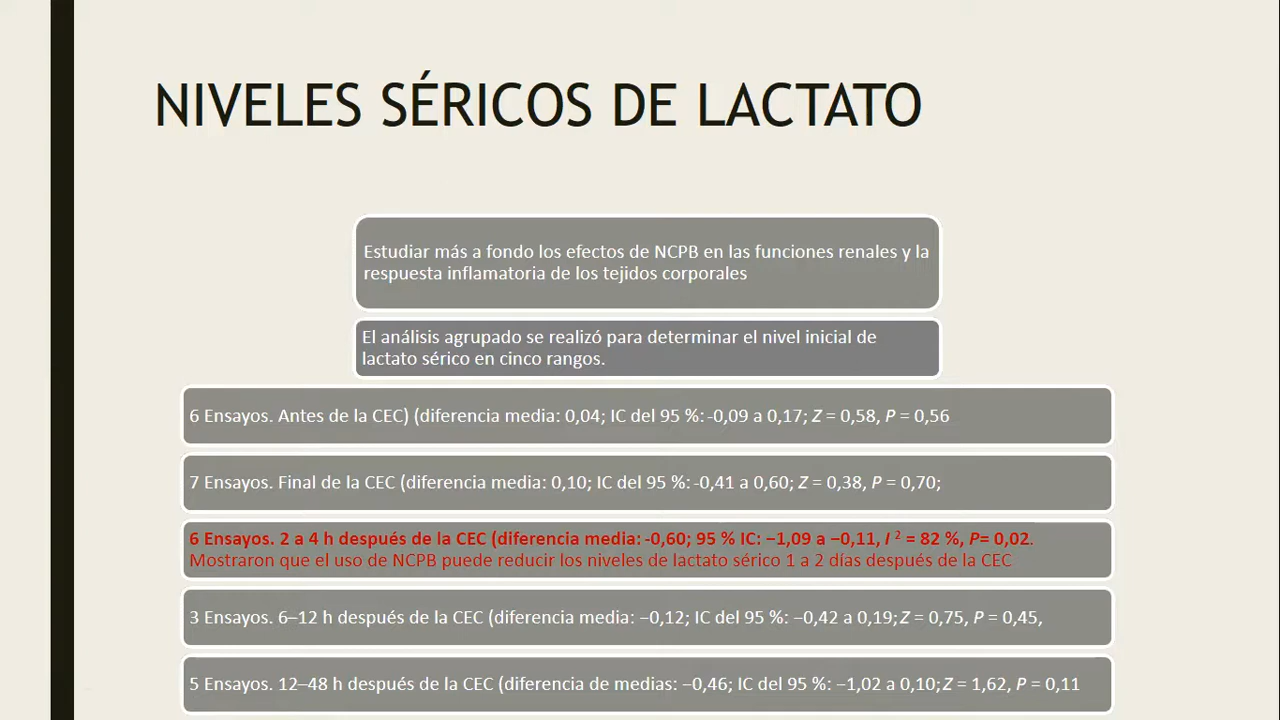 NIVELES SÉRICOS DE LACTATO
Estudiar más a fondo los efectos de NCPB en las funciones renales y la
respuesta inflamatoria de los tejidos corporales
El análisis agrupado se realizó para determinar el nivel inicial de
lactato sérico en cinco rangos.
6 Ensayos. Antes de la CEC) (diferencia media: 0,04; IC del 95 %: -0,09 a 0,17; Z = 0,58, P = 0,56
7 Ensayos. Final de la CEC (diferencia media: 0,10; IC del 95 %: -0,41 a 0,60; Z = 0,38, P = 0,70;
6 Ensayos. 2 a 4 h después de la CEC (diferencia media: -0,60; 95 % IC: −1,09 a −0,11, I ² = 82 %, P= 0,02.
Mostraron que el uso de NCPB puede reducir los niveles de lactato sérico 1 a 2 días después de la CEC
3 Ensayos. 6–12 h después de la CEC (diferencia media: −0,12; IC del 95 %: −0,42 a 0,19; Z = 0,75, P = 0,45,
5 Ensayos. 12–48 h después de la CEC (diferencia de medias: −0,46; IC del 95 %: −1,02 a 0,10; Z = 1,62, P = 0,11